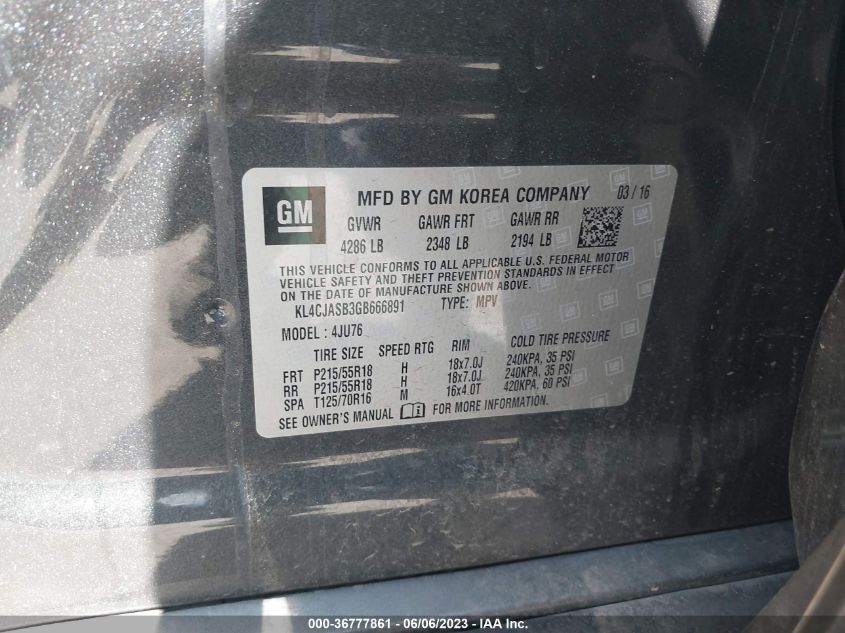 GM
MFD BY GM KOREA COMPANY 03/16
GVWR GAWR FRT GAWR RR
4286 LB 2348 LB 2194 LB
THIS VEHICLE CONFORMS TO ALL APPLICABLE U.S. FEDERAL MOTOR
VEHICLE SAFETY AND THEFT PREVENTION STANDARDS IN EFFECT
ON THE DATE OF MANUFACTURE SHOWN ABOVE.
KL4CJASB3GB666891 TYPE: MPV
MODEL: 4JU76
TIRE SIZE SPEED RTG RIM COLD TIRE PRESSURE
FRT P215/55R18 H 18x7.0J 240KPA, 35 PSI
RR P215/55R18 H 18x7.0J 240KPA, 35 PSI
SPA T125/70R16 M 16x4.0T 420KPA, 60 PSI
SEE OWNER'S MANUAL FOR MORE INFORMATION.
000-36777861 - 06/06/2023 - © IAA Inc.